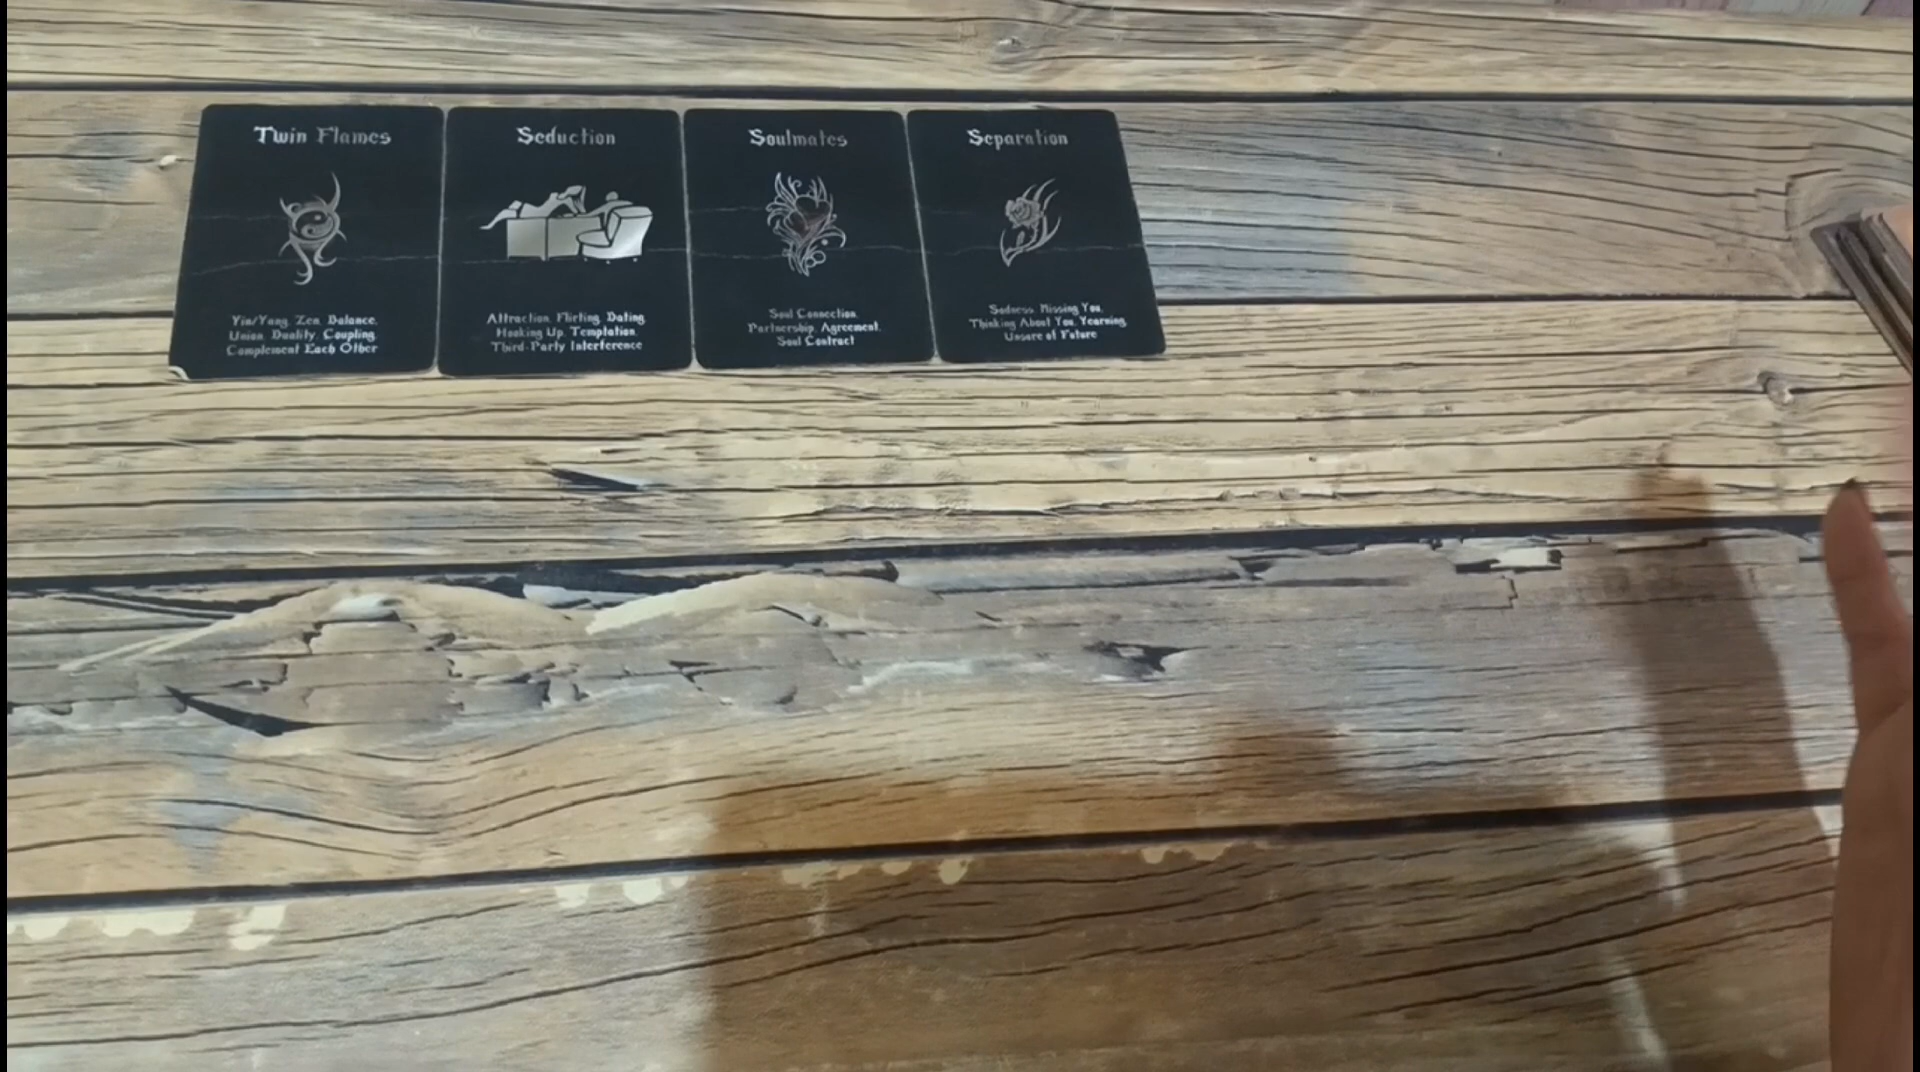 Twin Flames
Yin/Yang, Zen, Balance,
Union, Duality, Coupling,
Complement Each Other
Seduction
Attraction, Flirting, Dating,
Hooking Up, Temptation,
Third-Party Interference
Soulmates
Soul Connection,
Partnership, Agreement,
Soul Contract
Separation
Sadness, Missing You,
Thinking About You, Yearning,
Unsure of Future